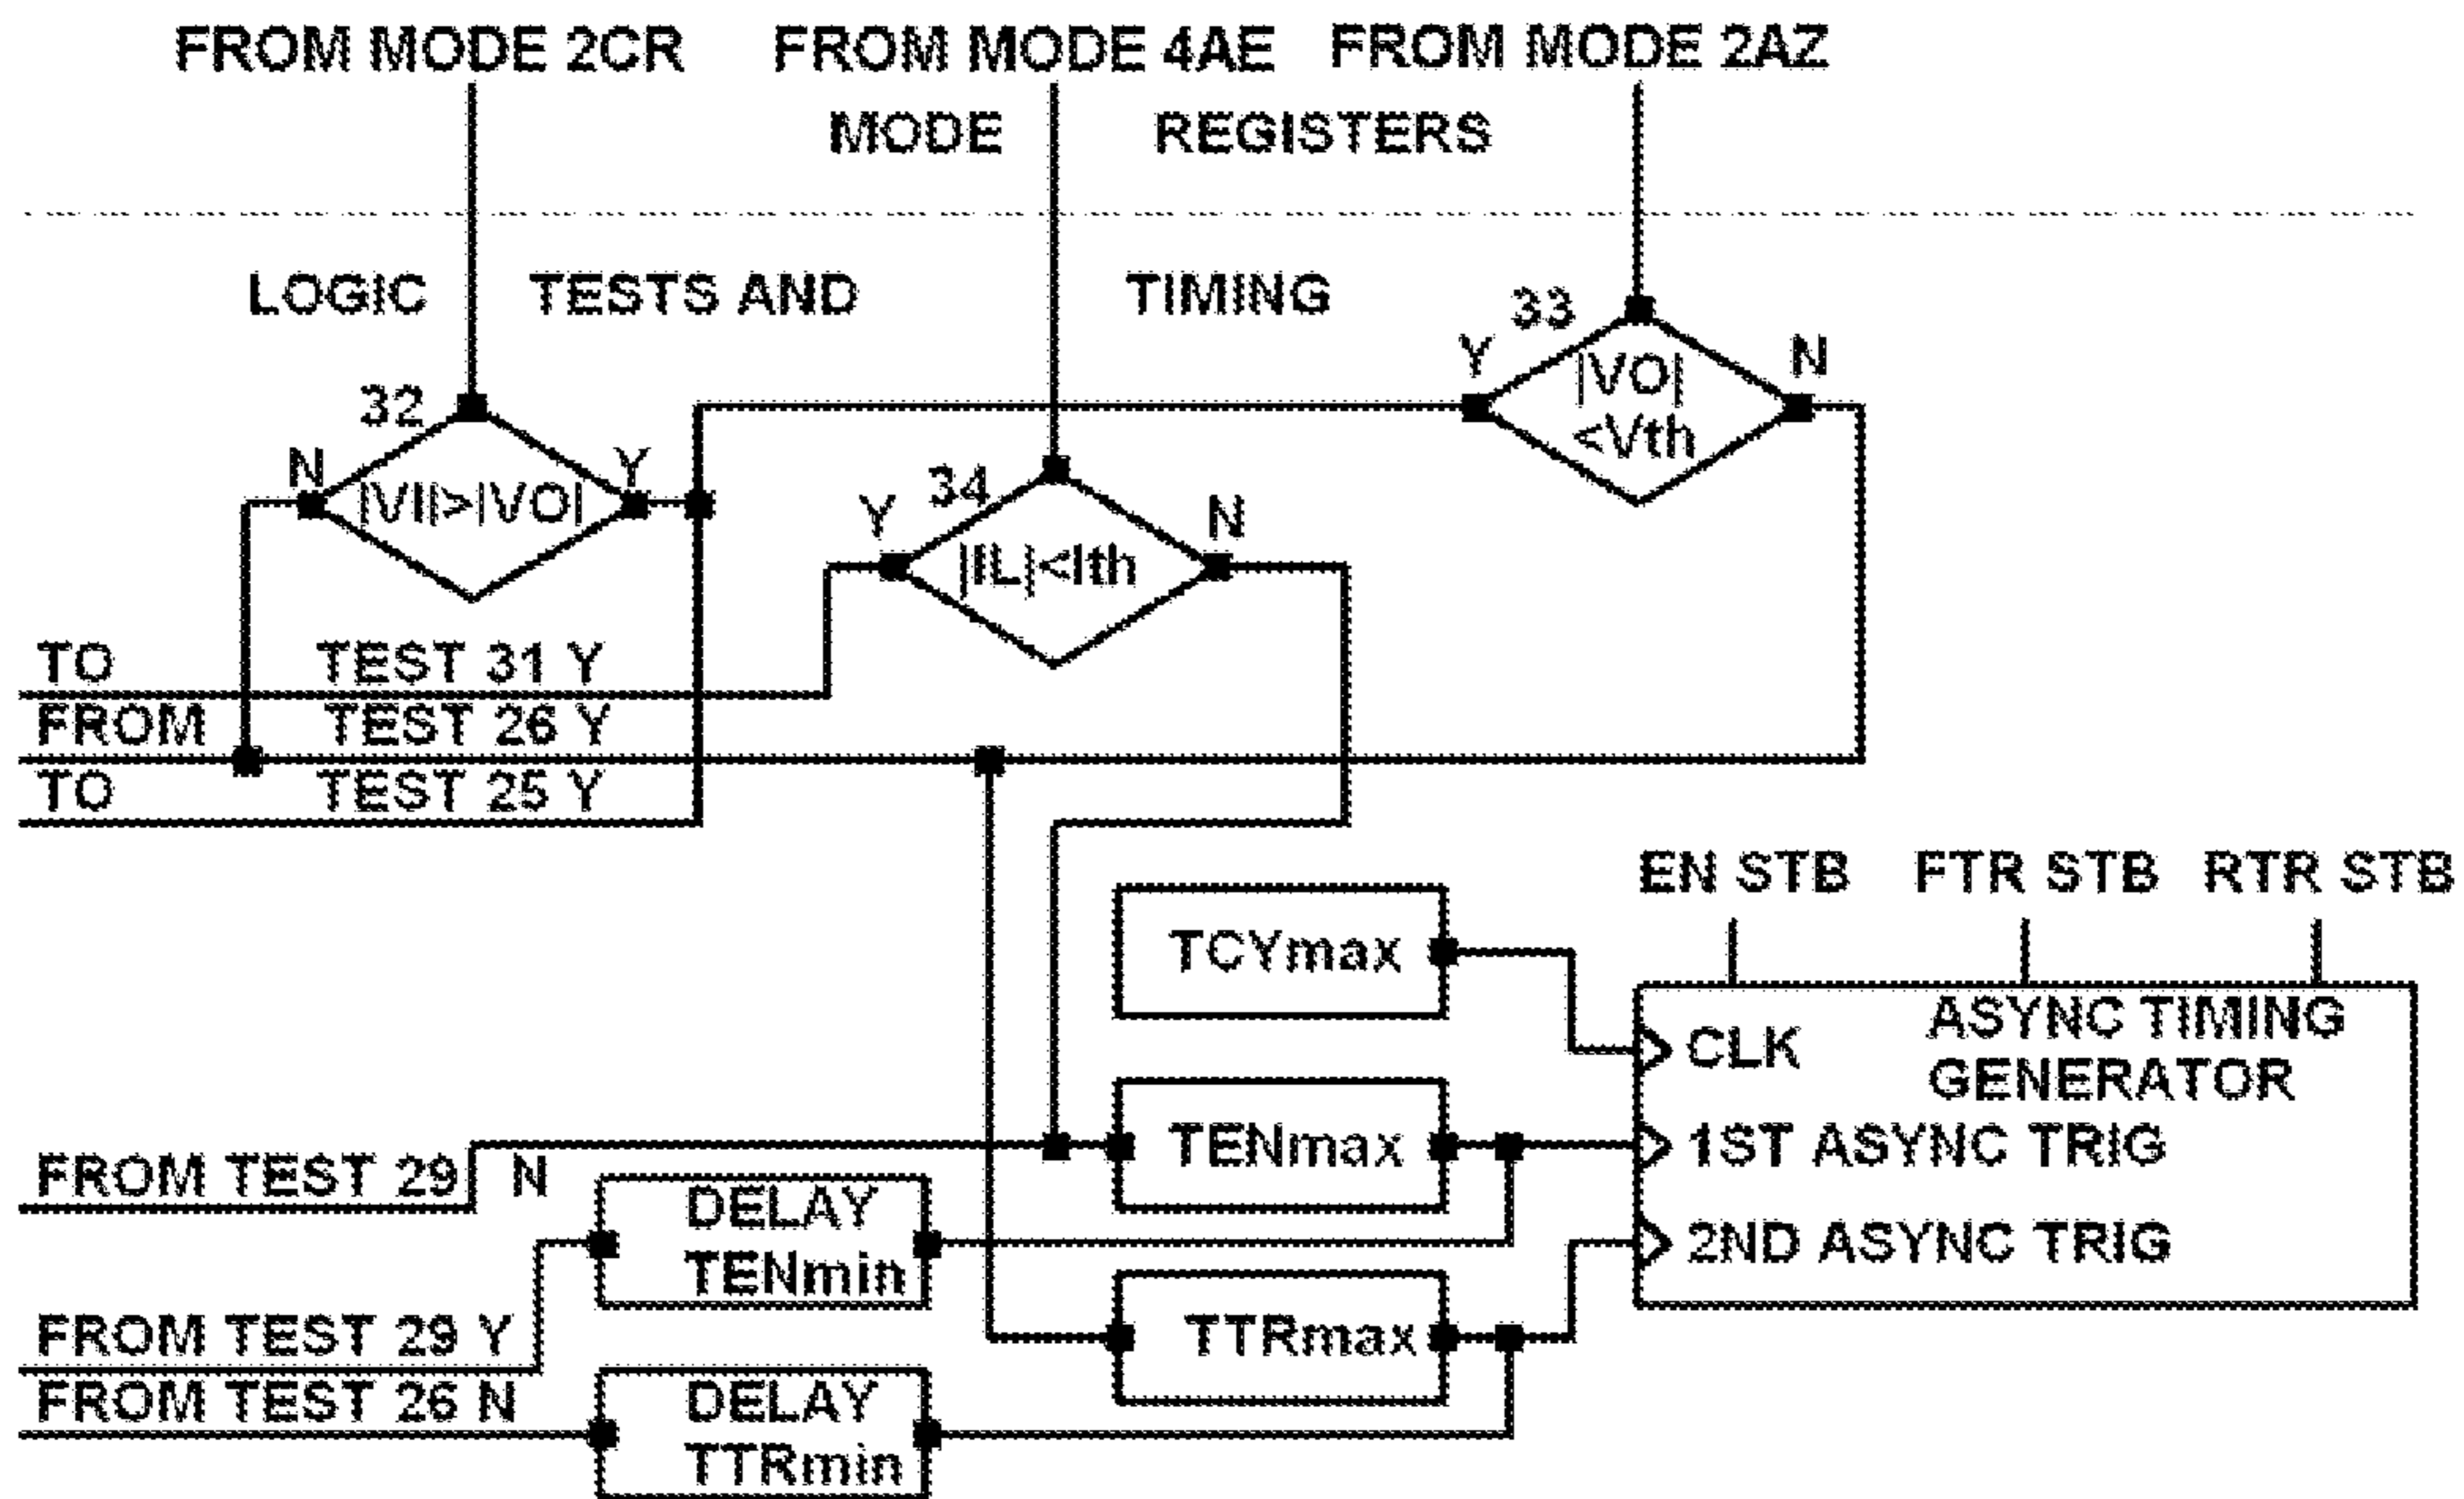 FROM MODE 2CR FROM MODE 4AE FROM MODE 2AZ
MODE REGISTERS
LOGIC TESTS AND TIMING
33
Y N
|VO|
<Vth
32
N Y
|VI|>|VO|
34
Y N
|IL|<Ith
TO TEST 31 Y
FROM TEST 26 Y
TO TEST 25 Y
EN STB FTR STB RTR STB
TCYmax
ASYNC TIMING
GENERATOR
CLK
TENmax
1ST ASYNC TRIG
2ND ASYNC TRIG
FROM TEST 29 N
DELAY
TENmin
TTRmax
FROM TEST 29 Y
FROM TEST 26 N
DELAY
TTRmin